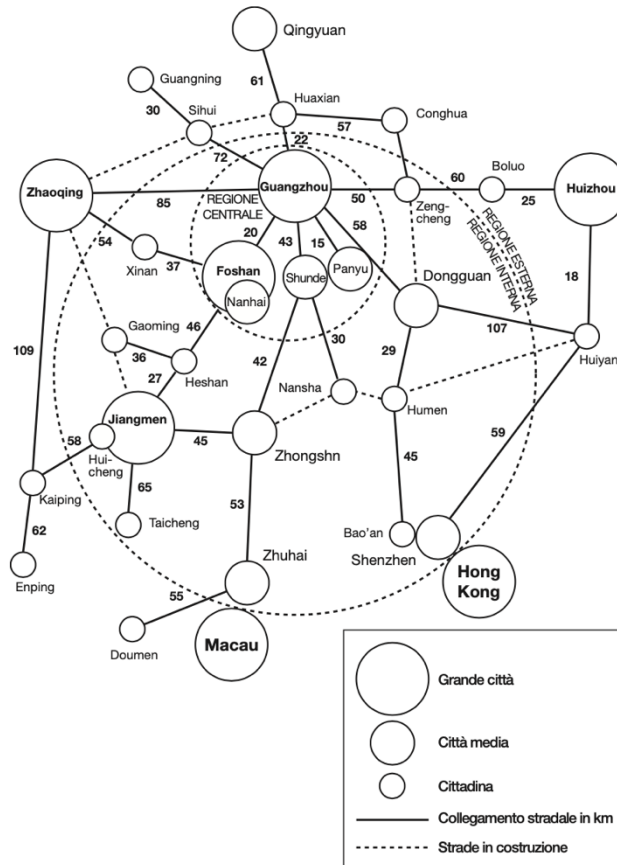 Qingyuan
61
Guangning
30
Sihui
Huaxian
57
Conghua
22
72
Zhaoqing
85
REGIONE
CENTRALE
Guangzhou
50
60
Boluo
25
Huizhou
Zeng-
cheng
REGIONE ESTERNA
REGIONE INTERNA
54
Xinan
37
20
43
15
58
Foshan
Nanhai
Shunde
Panyu
Dongguan
18
107
Huiyan
Gaoming
46
36
Heshan
109
27
42
30
Nansha
29
Humen
59
Jiangmen
58
Hui-
cheng
45
Zhongshn
45
Kaiping
65
62
Taicheng
53
Enping
Bao'an
Shenzhen
Zhuhai
Hong
Kong
55
Doumen
Macau
Grande città
Città media
Cittadina
Collegamento stradale in km
Strade in costruzione